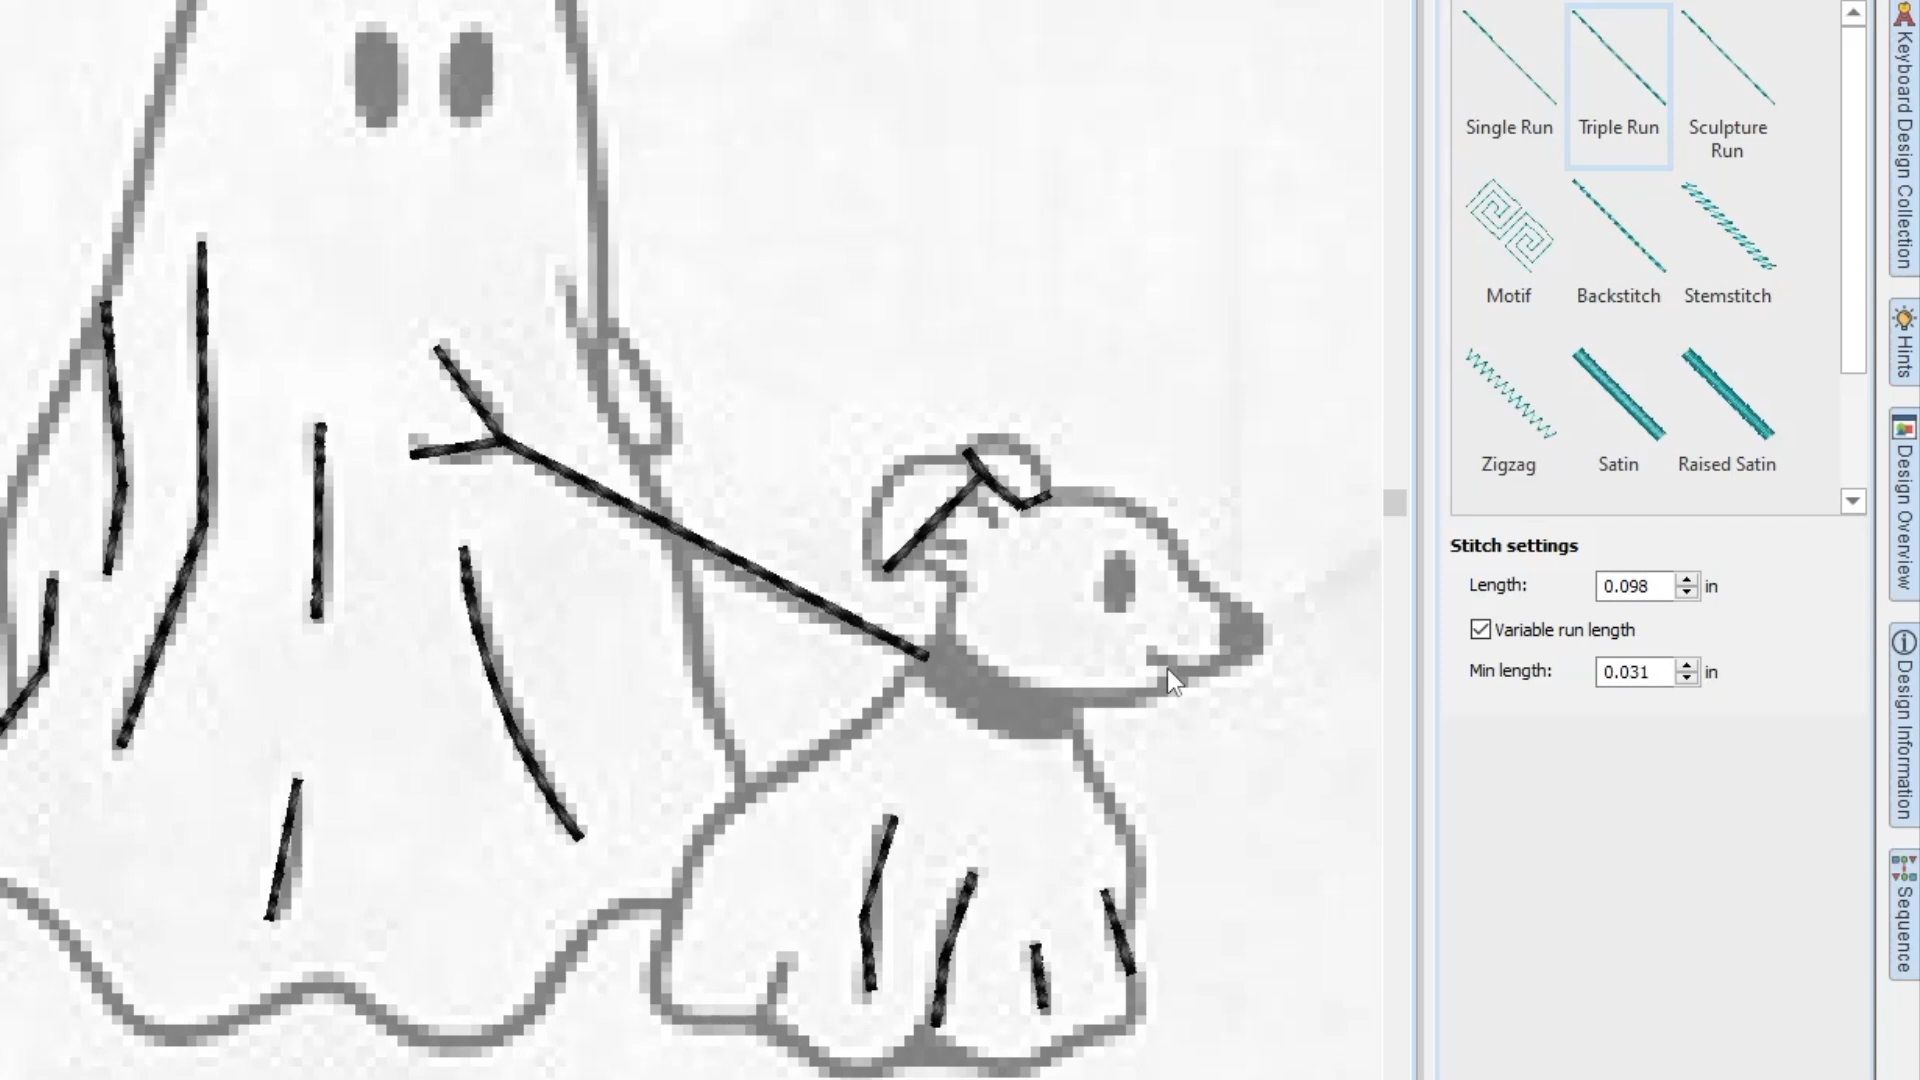 Single Run
Triple Run
Sculpture
Run
Motif
Backstitch
Stemstitch
Zigzag
Satin
Raised Satin
Stitch settings
Length:
0.098
in
Variable run length
Min length:
0.031
in
Keyboard Design Collection
Hints
Design Overview
Design Information
Sequence